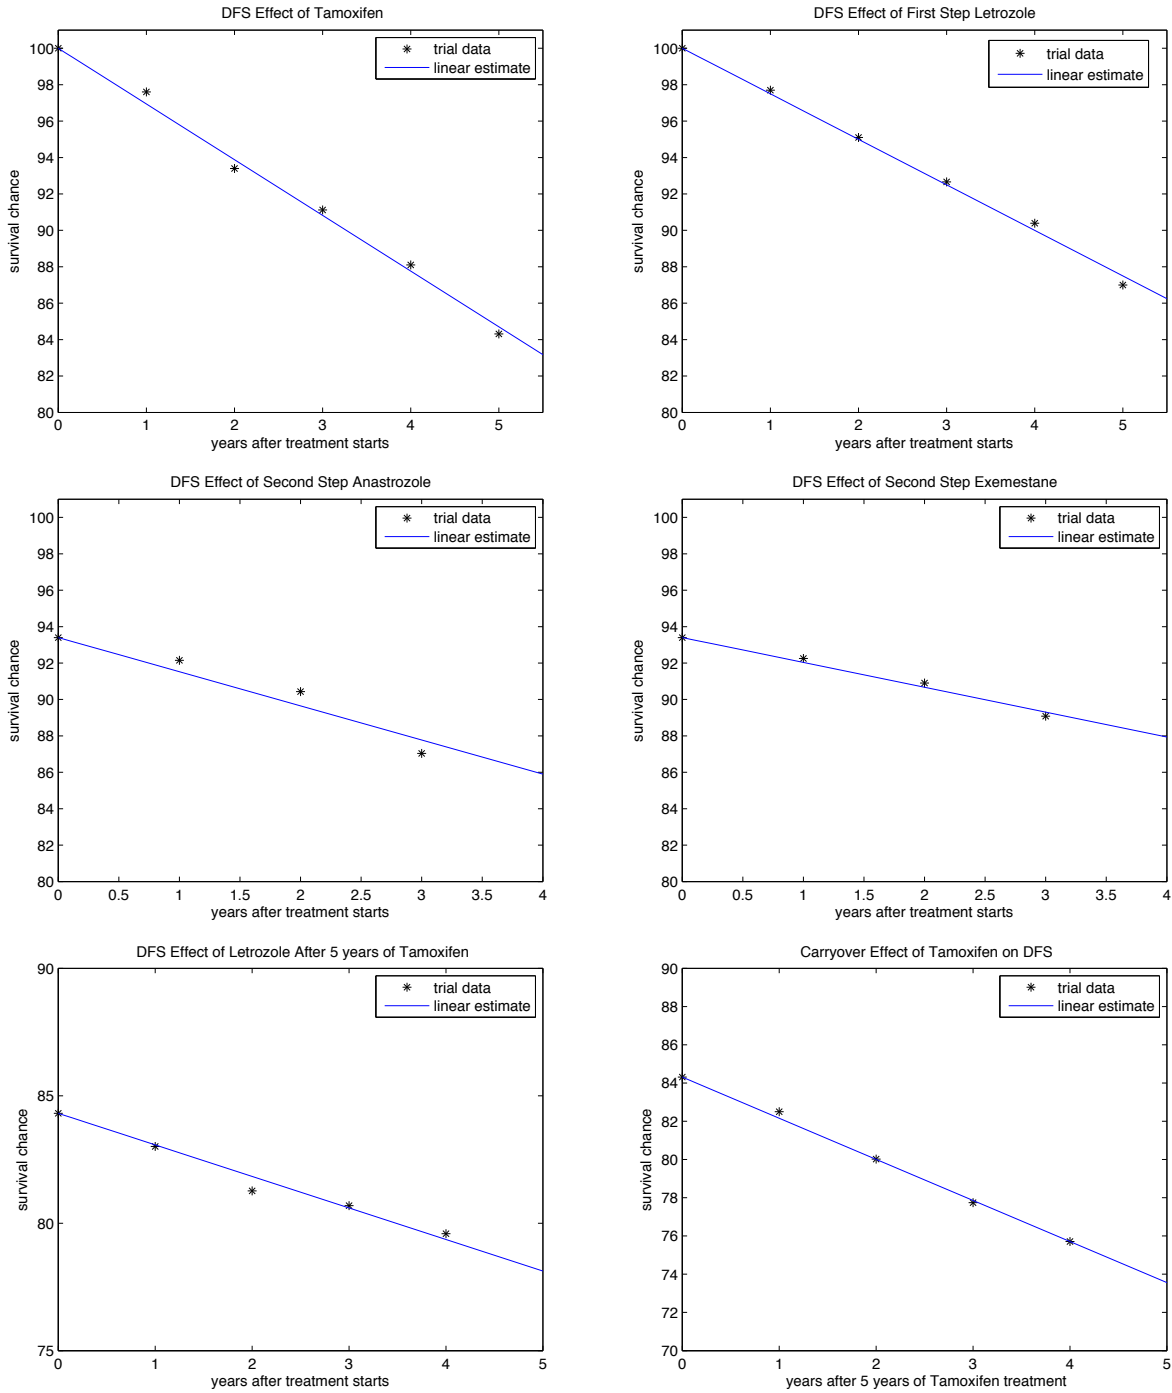 DFS Effect of Tamoxifen
trial data
linear estimate
100
98
96
94
92
90
88
86
84
82
80
survival chance
0 1 2 3 4 5
years after treatment starts
DFS Effect of First Step Letrozole
trial data
linear estimate
100
98
96
94
92
90
88
86
84
82
80
survival chance
0 1 2 3 4 5
years after treatment starts
DFS Effect of Second Step Anastrozole
trial data
linear estimate
100
98
96
94
92
90
88
86
84
82
80
survival chance
0 0.5 1 1.5 2 2.5 3 3.5 4
years after treatment starts
DFS Effect of Second Step Exemestane
trial data
linear estimate
100
98
96
94
92
90
88
86
84
82
80
survival chance
0 0.5 1 1.5 2 2.5 3 3.5 4
years after treatment starts
DFS Effect of Letrozole After 5 years of Tamoxifen
trial data
linear estimate
90
85
80
75
survival chance
0 1 2 3 4 5
years after treatment starts
Carryover Effect of Tamoxifen on DFS
trial data
linear estimate
90
88
86
84
82
80
78
76
74
72
70
survival chance
0 1 2 3 4 5
years after 5 years of Tamoxifen treatment